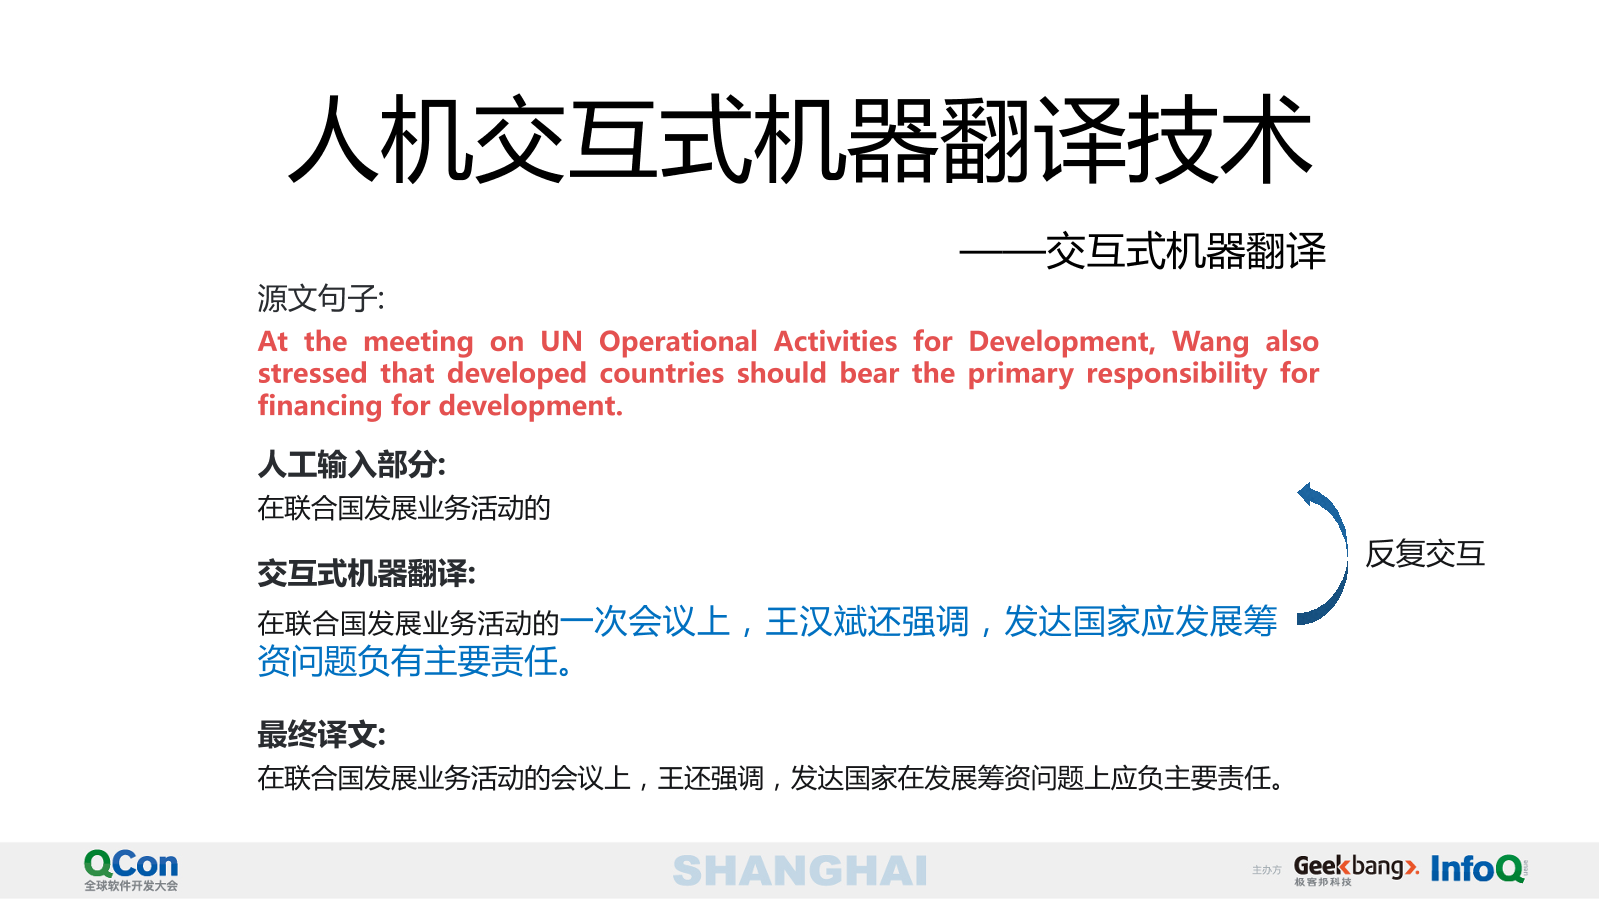 人机交互式机器翻译技术
——交互式机器翻译
源文句子:
At the meeting on UN Operational Activities for Development, Wang also
stressed that developed countries should bear the primary responsibility for
financing for development.
人工输入部分:
在联合国发展业务活动的
反复交互
交互式机器翻译:
在联合国发展业务活动的一次会议上，王汉斌还强调，发达国家应发展筹
资问题负有主要责任。
最终译文:
在联合国发展业务活动的会议上，王还强调，发达国家在发展筹资问题上应负主要责任。
QCon
全球软件开发大会
SHANGHAI
主办方
Geekbang>.
极客邦科技
InfoQ